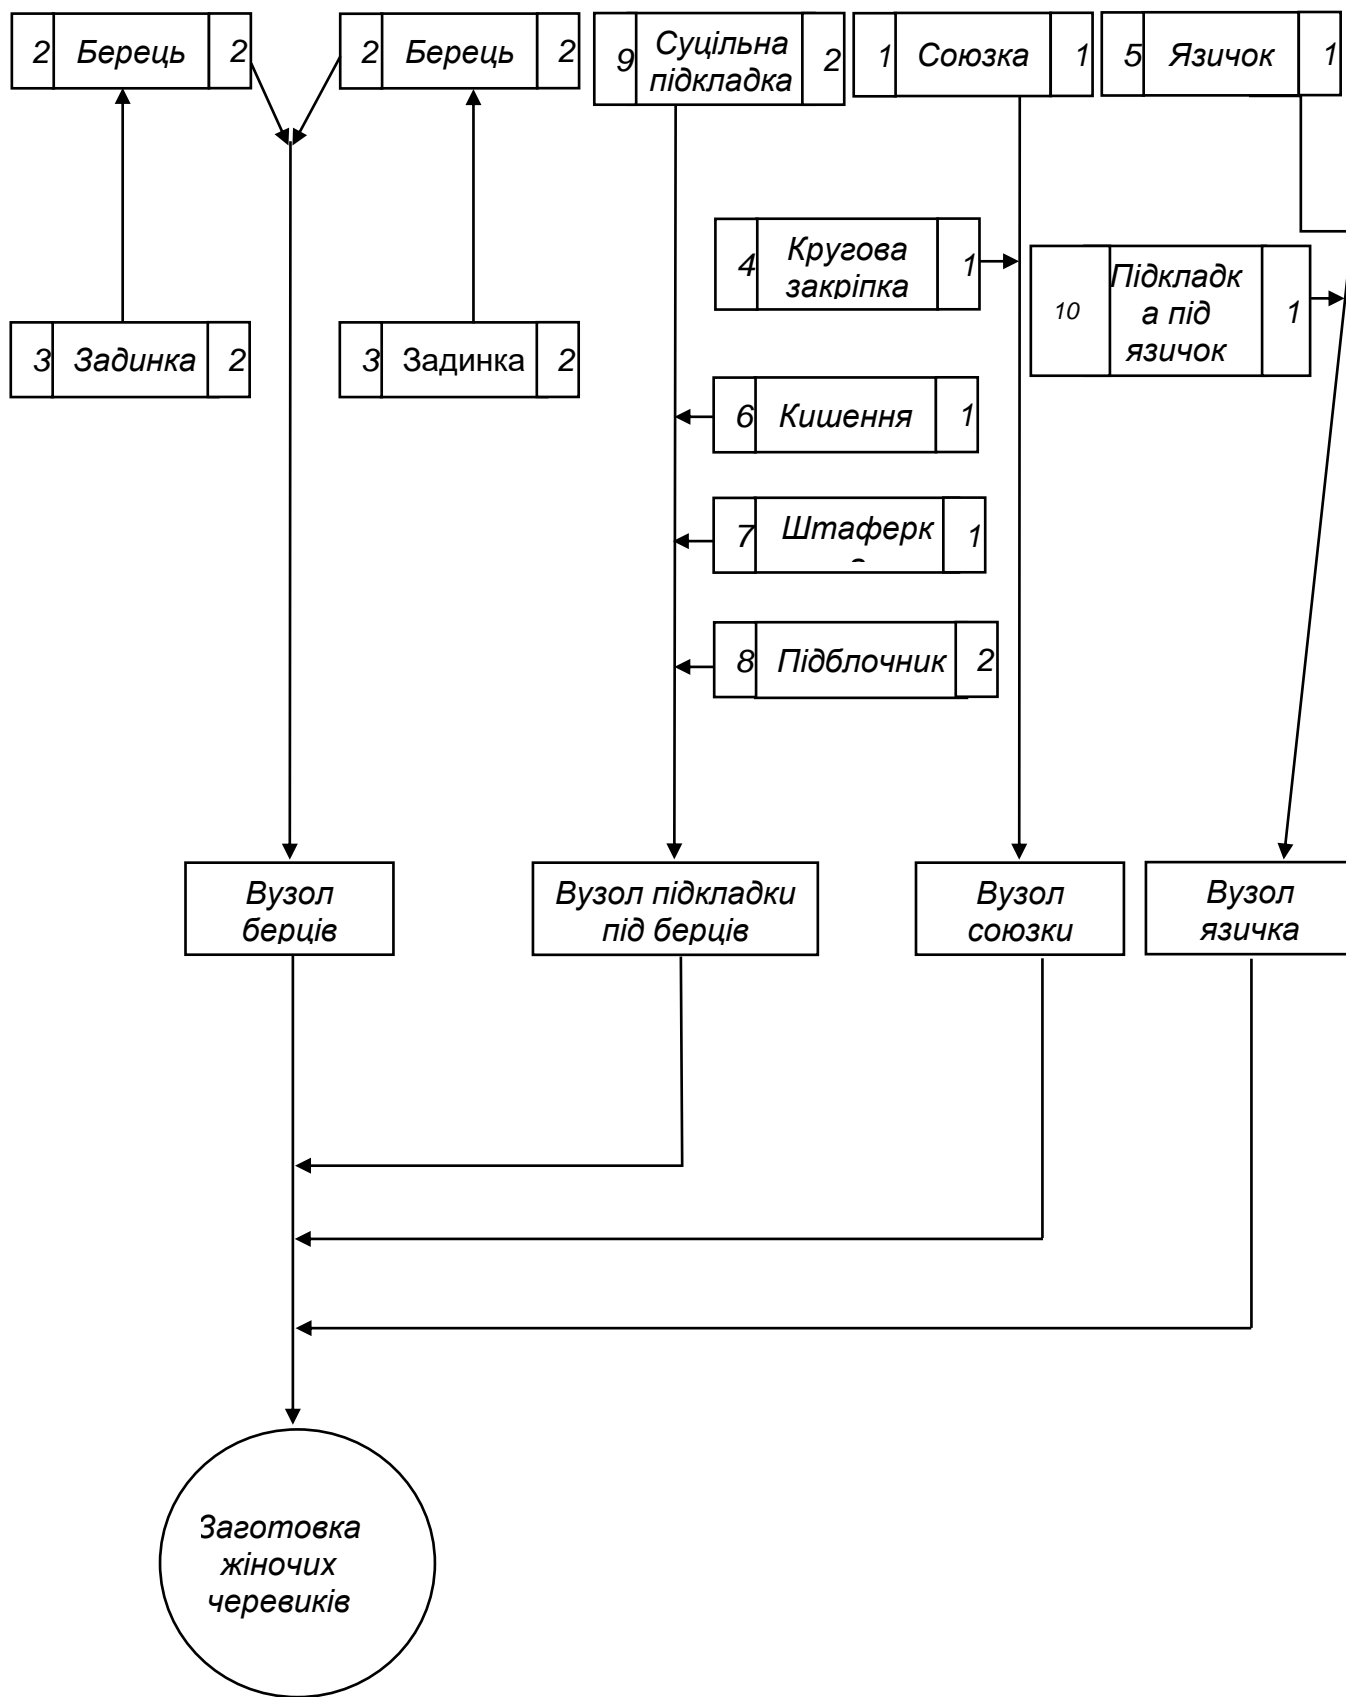 2 Берець 2
2 Берець 2
9 Суцільна 2
підкладка
1 Союзка 1
5 Язичок 1
4 Кругова 1
закріпка
10 Підкладк 1
а під
язичок
3 Задинка 2
3 Задинка 2
6 Кишення 1
7 Штаферк 1
8 Підблочник 2
Вузол
берців
Вузол підкладки
під берців
Вузол
союзки
Вузол
язичка
Заготовка
жіночих
черевиків